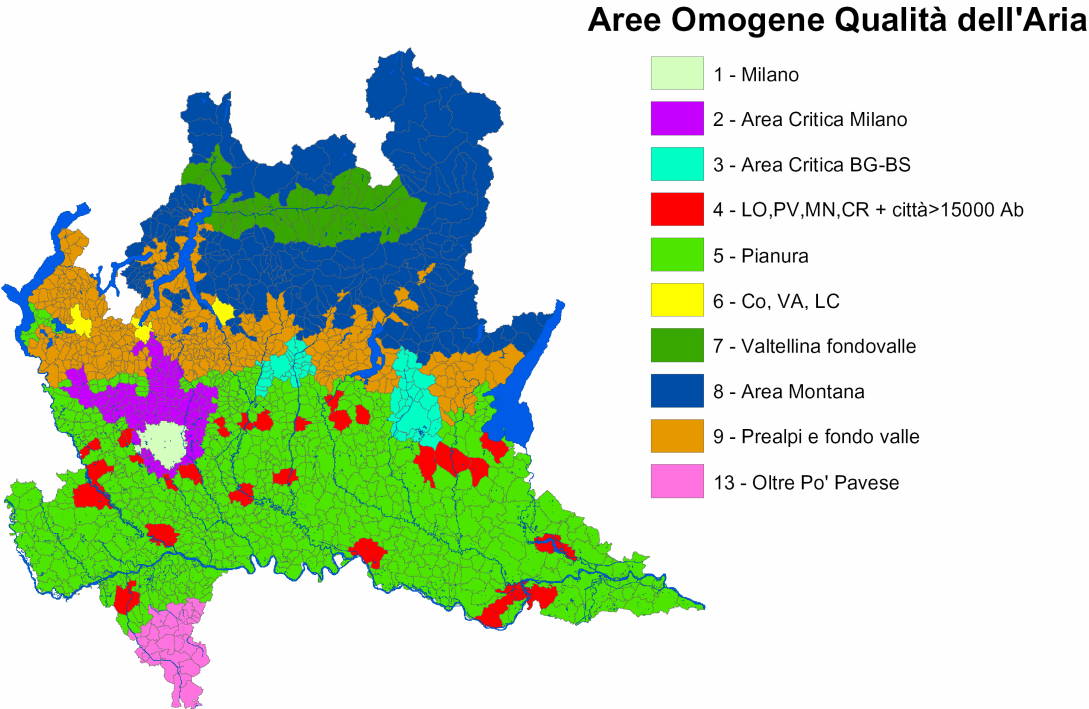 Aree Omogene Qualità dell'Aria
1 - Milano
2 - Area Critica Milano
3 - Area Critica BG-BS
4 - LO,PV,MN,CR + città>15000 Ab
5 - Pianura
6 - Co, VA, LC
7 - Valtellina fondovalle
8 - Area Montana
9 - Prealpi e fondo valle
13 - Oltre Po' Pavese